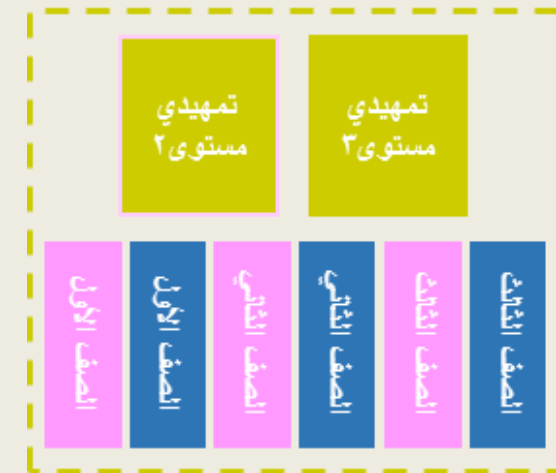 تمهيدي
مستوى٣
تمهيدي
مستوى٢
الصف الثالث
الصف الثالث
الصف الثاني
الصف الثاني
الصف الأول
الصف الأول